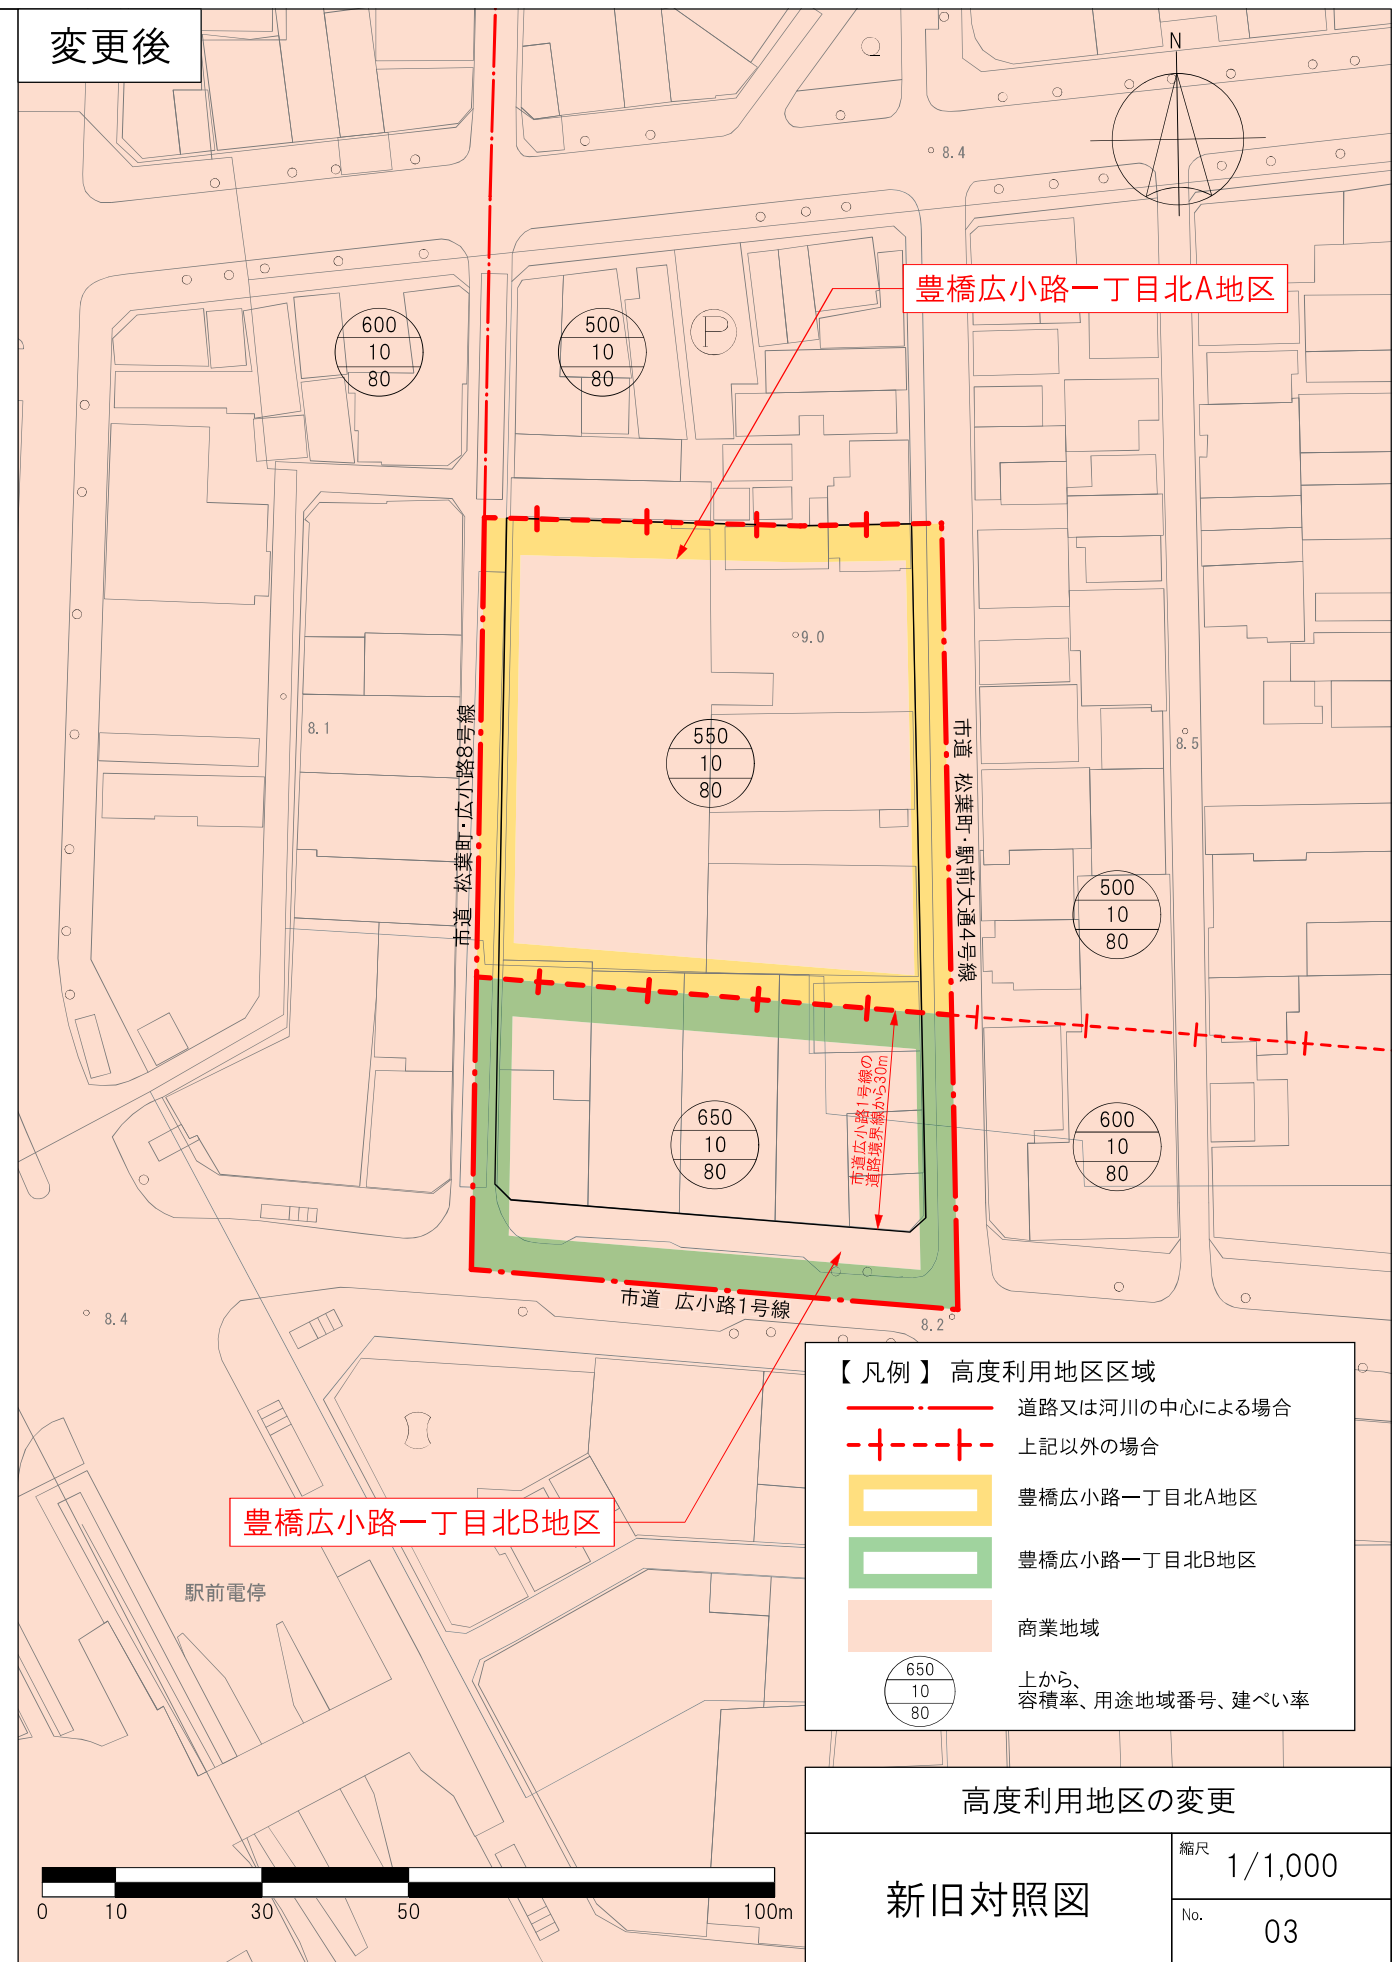 変更後
N
8.4
豊橋広小路一丁目北A地区
600
10
80
500
10
80
P
9.0
8.1
市道 松葉町・広小路8号線
550
10
80
市道 松葉町・駅前大通4号線
8.5
500
10
80
市道広小路1号線の
道路境界線から30m
650
10
80
600
10
80
市道 広小路1号線
8.4
8.2
豊橋広小路一丁目北B地区
駅前電停
【 凡例 】 高度利用地区区域
道路又は河川の中心による場合
上記以外の場合
豊橋広小路一丁目北A地区
豊橋広小路一丁目北B地区
商業地域
650
10
80
上から、
容積率、用途地域番号、建ぺい率
高度利用地区の変更
新旧対照図
縮尺 1/1,000
No. 03
0 10 30 50 100m